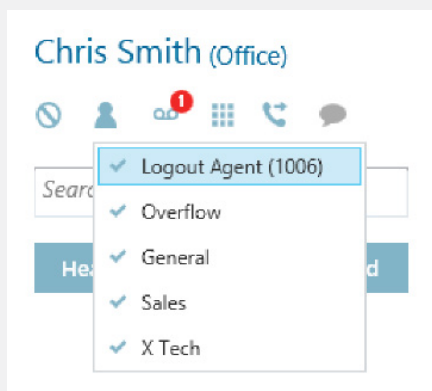 Chris Smith (Office)
1
Logout Agent (1006)
Overflow
General
Sales
X Tech